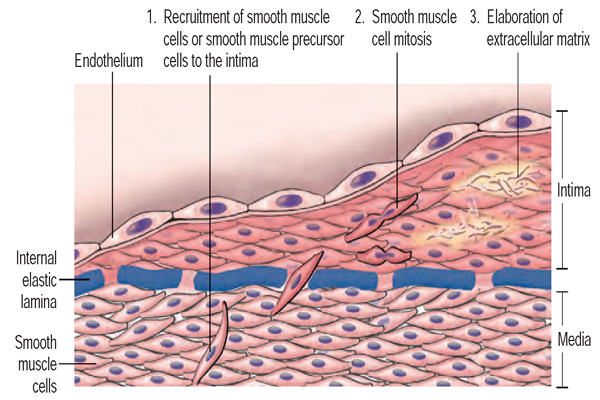 1. Recruitment of smooth muscle
cells or smooth muscle precursor
cells to the intima
2. Smooth muscle
cell mitosis
3. Elaboration of
extracellular matrix
Endothelium
Intima
Internal
elastic
lamina
Media
Smooth
muscle
cells